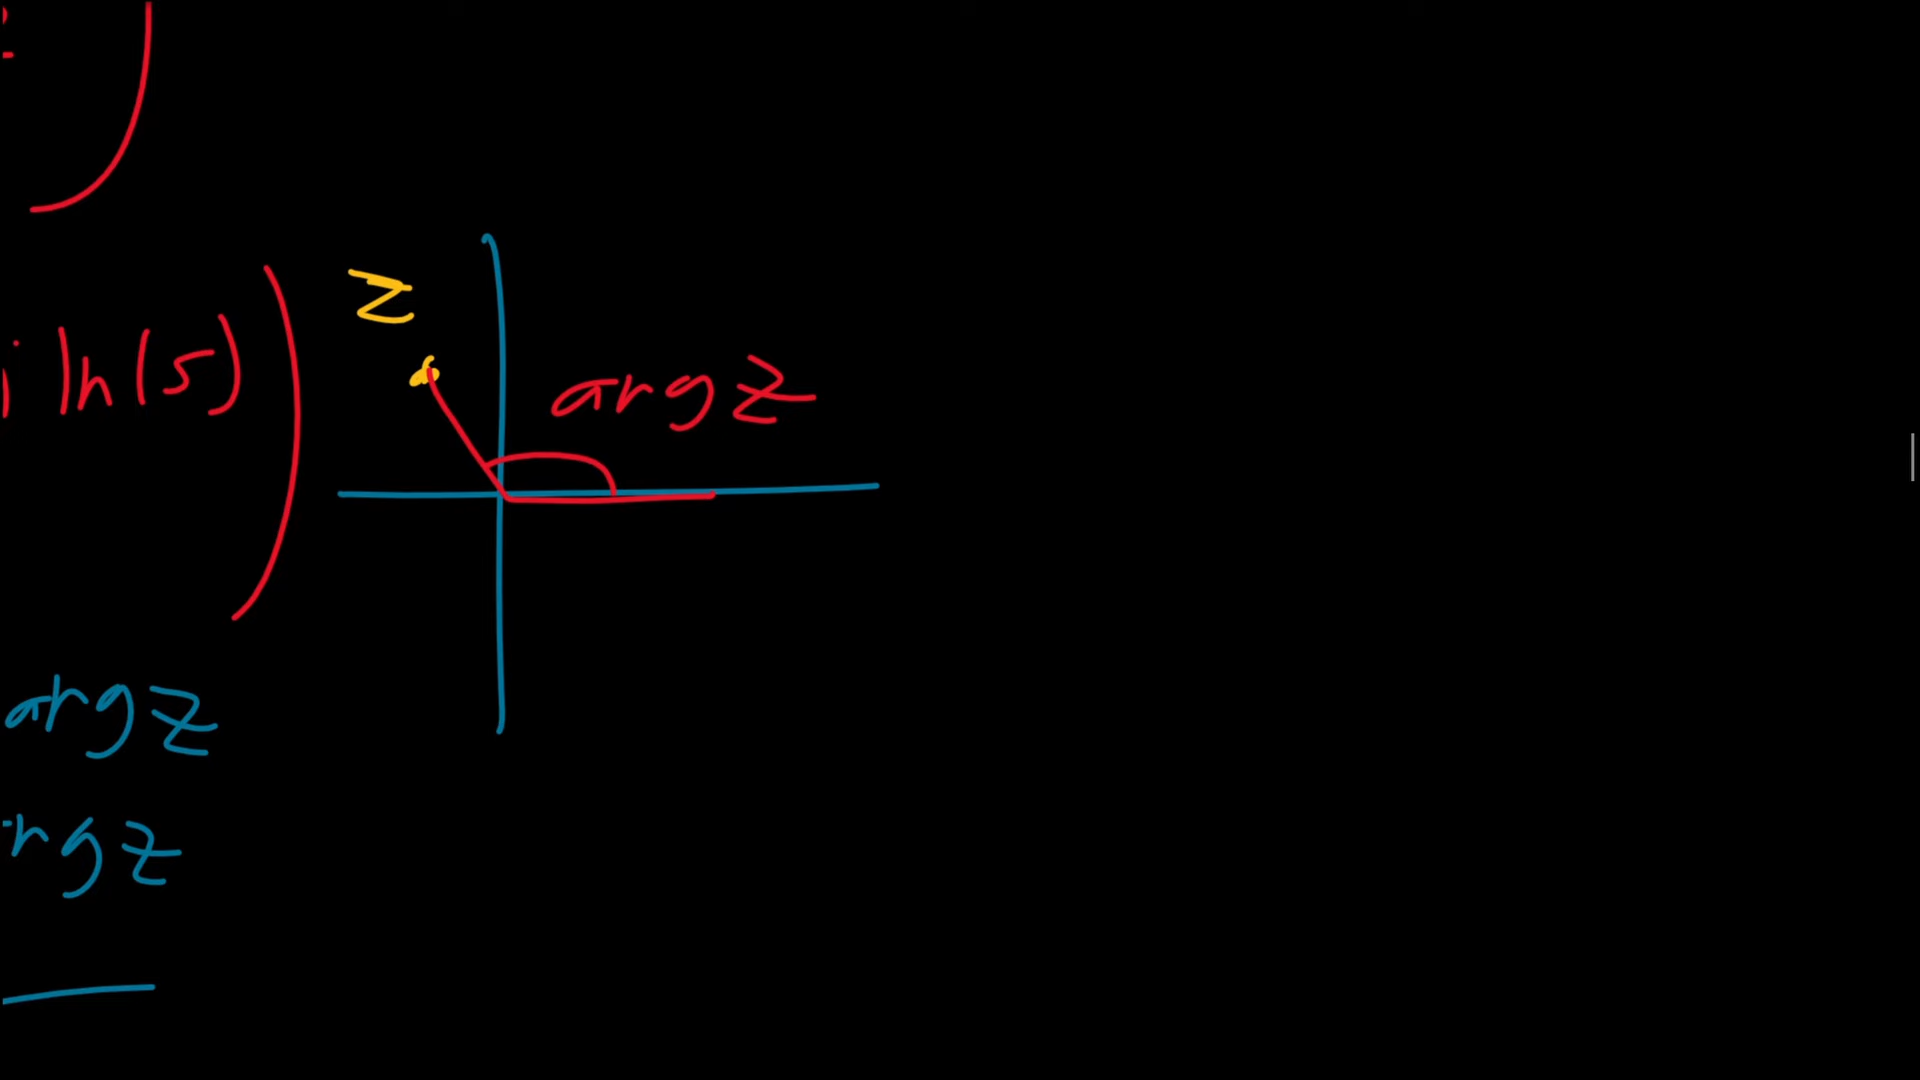 z
ln(5))
arg z
arg z
rg z